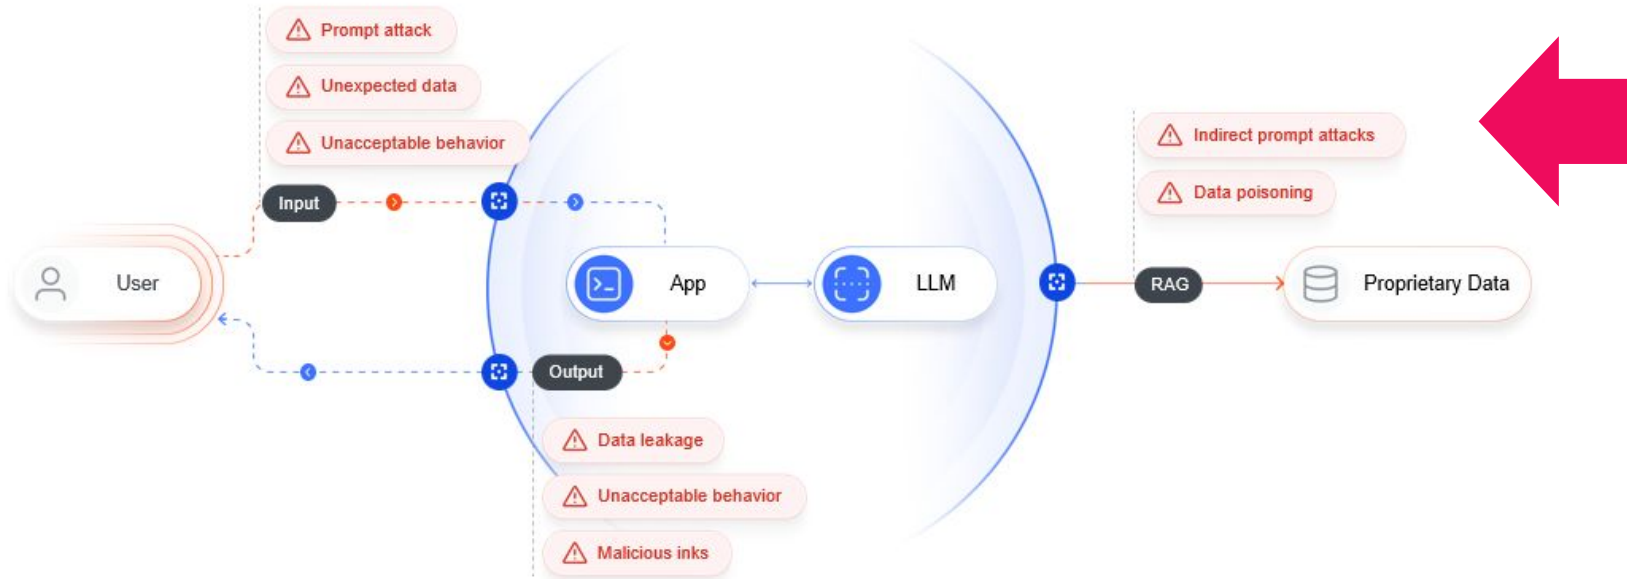 Prompt attack
Unexpected data
Unacceptable behavior
Input
User
App
LLM
Output
Data leakage
Unacceptable behavior
Malicious inks
Indirect prompt attacks
Data poisoning
RAG
Proprietary Data